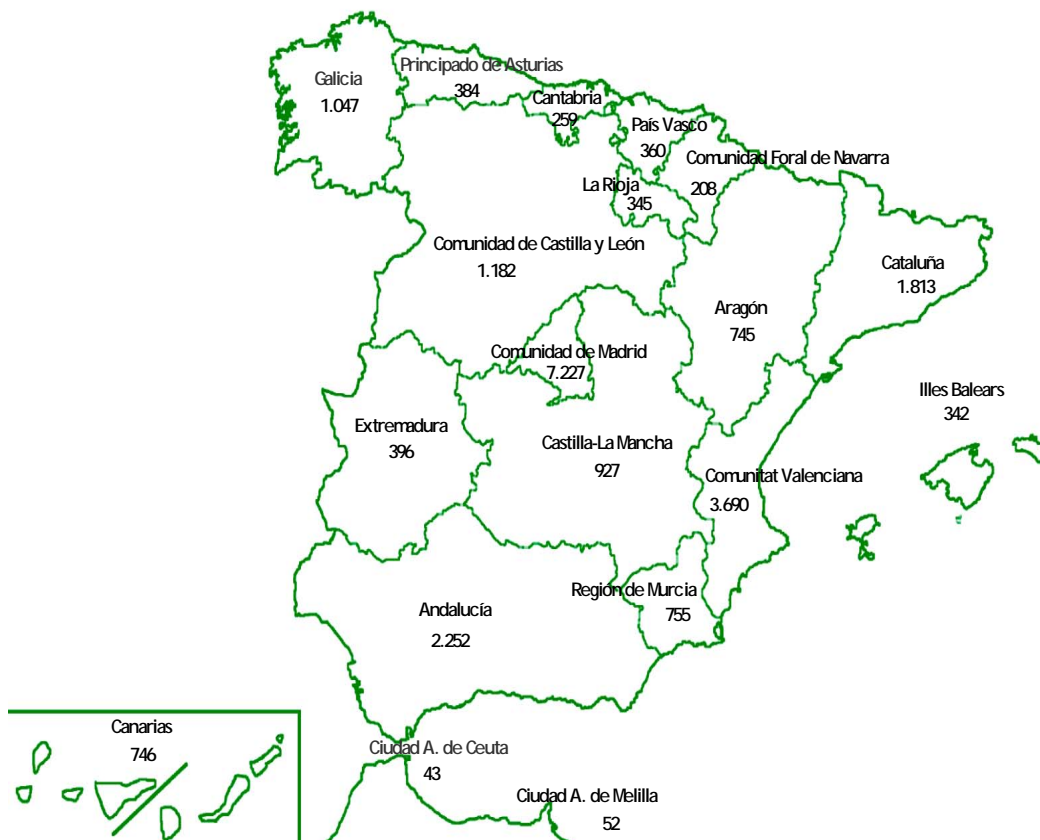 Galicia
1.047
Principado de Asturias
384
Cantabria
259
País Vasco
360
Comunidad Foral de Navarra
208
La Rioja
345
Comunidad de Castilla y León
1.182
Cataluña
1.813
Aragón
745
Comunidad de Madrid
7.227
Illes Balears
342
Extremadura
396
Castilla-La Mancha
927
Comunitat Valenciana
3.690
Región de Murcia
755
Andalucía
2.252
Canarias
746
Ciudad A. de Ceuta
43
Ciudad A. de Melilla
52